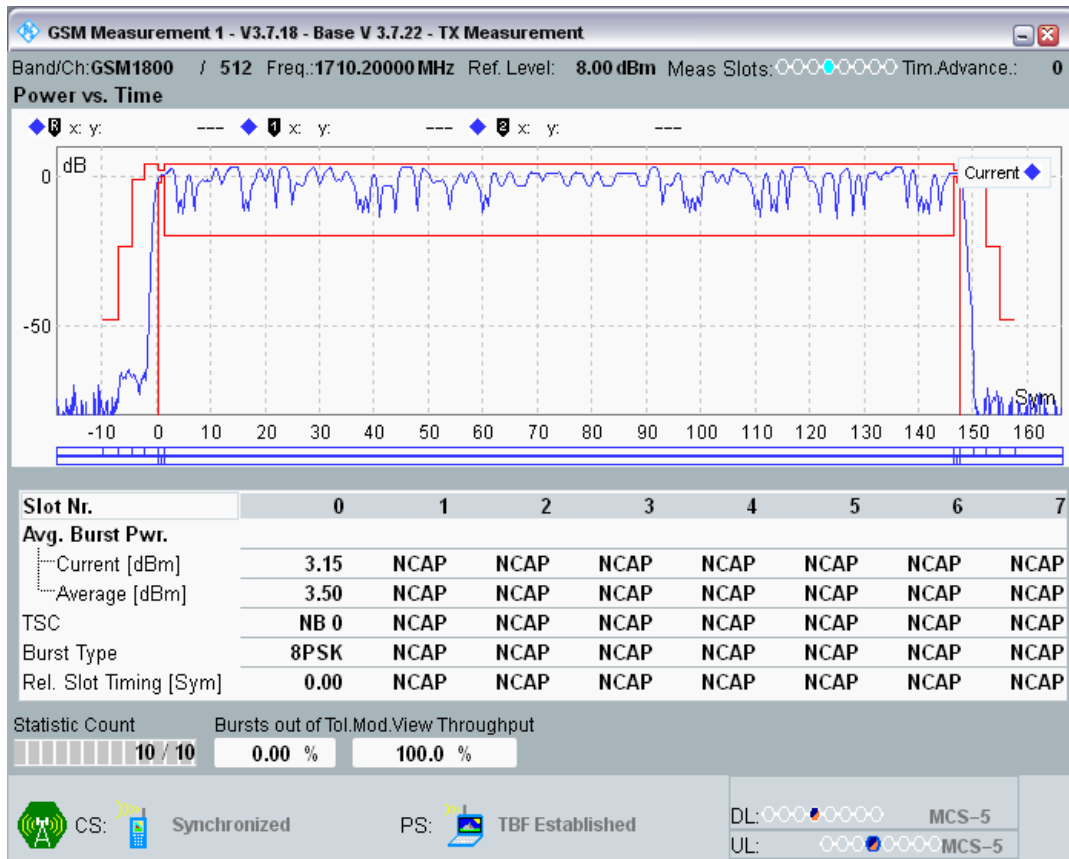 GSM Measurement 1 - V3.7.18 - Base V 3.7.22 - TX Measurement
Band/Ch:GSM1800 / 512 Freq.:1710.20000 MHz Ref. Level: 8.00 dBm Meas Slots: Tim.Advance.: 0
Power vs. Time
R x: y: --- 1 x: y: --- 2 x: y: ---
dB
0
Current
-50
Sym
-10 0 10 20 30 40 50 60 70 80 90 100 110 120 130 140 150 160
Slot Nr. 0 1 2 3 4 5 6 7
Avg. Burst Pwr.
Current [dBm] 3.15 NCAP NCAP NCAP NCAP NCAP NCAP NCAP
Average [dBm] 3.50 NCAP NCAP NCAP NCAP NCAP NCAP NCAP
TSC NB 0 NCAP NCAP NCAP NCAP NCAP NCAP NCAP
Burst Type 8PSK NCAP NCAP NCAP NCAP NCAP NCAP NCAP
Rel. Slot Timing [Sym] 0.00 NCAP NCAP NCAP NCAP NCAP NCAP NCAP
Statistic Count Bursts out of Tol.Mod.View Throughput
10 / 10 0.00 % 100.0 %
CS: Synchronized PS: TBF Established DL: MCS-5
UL: MCS-5